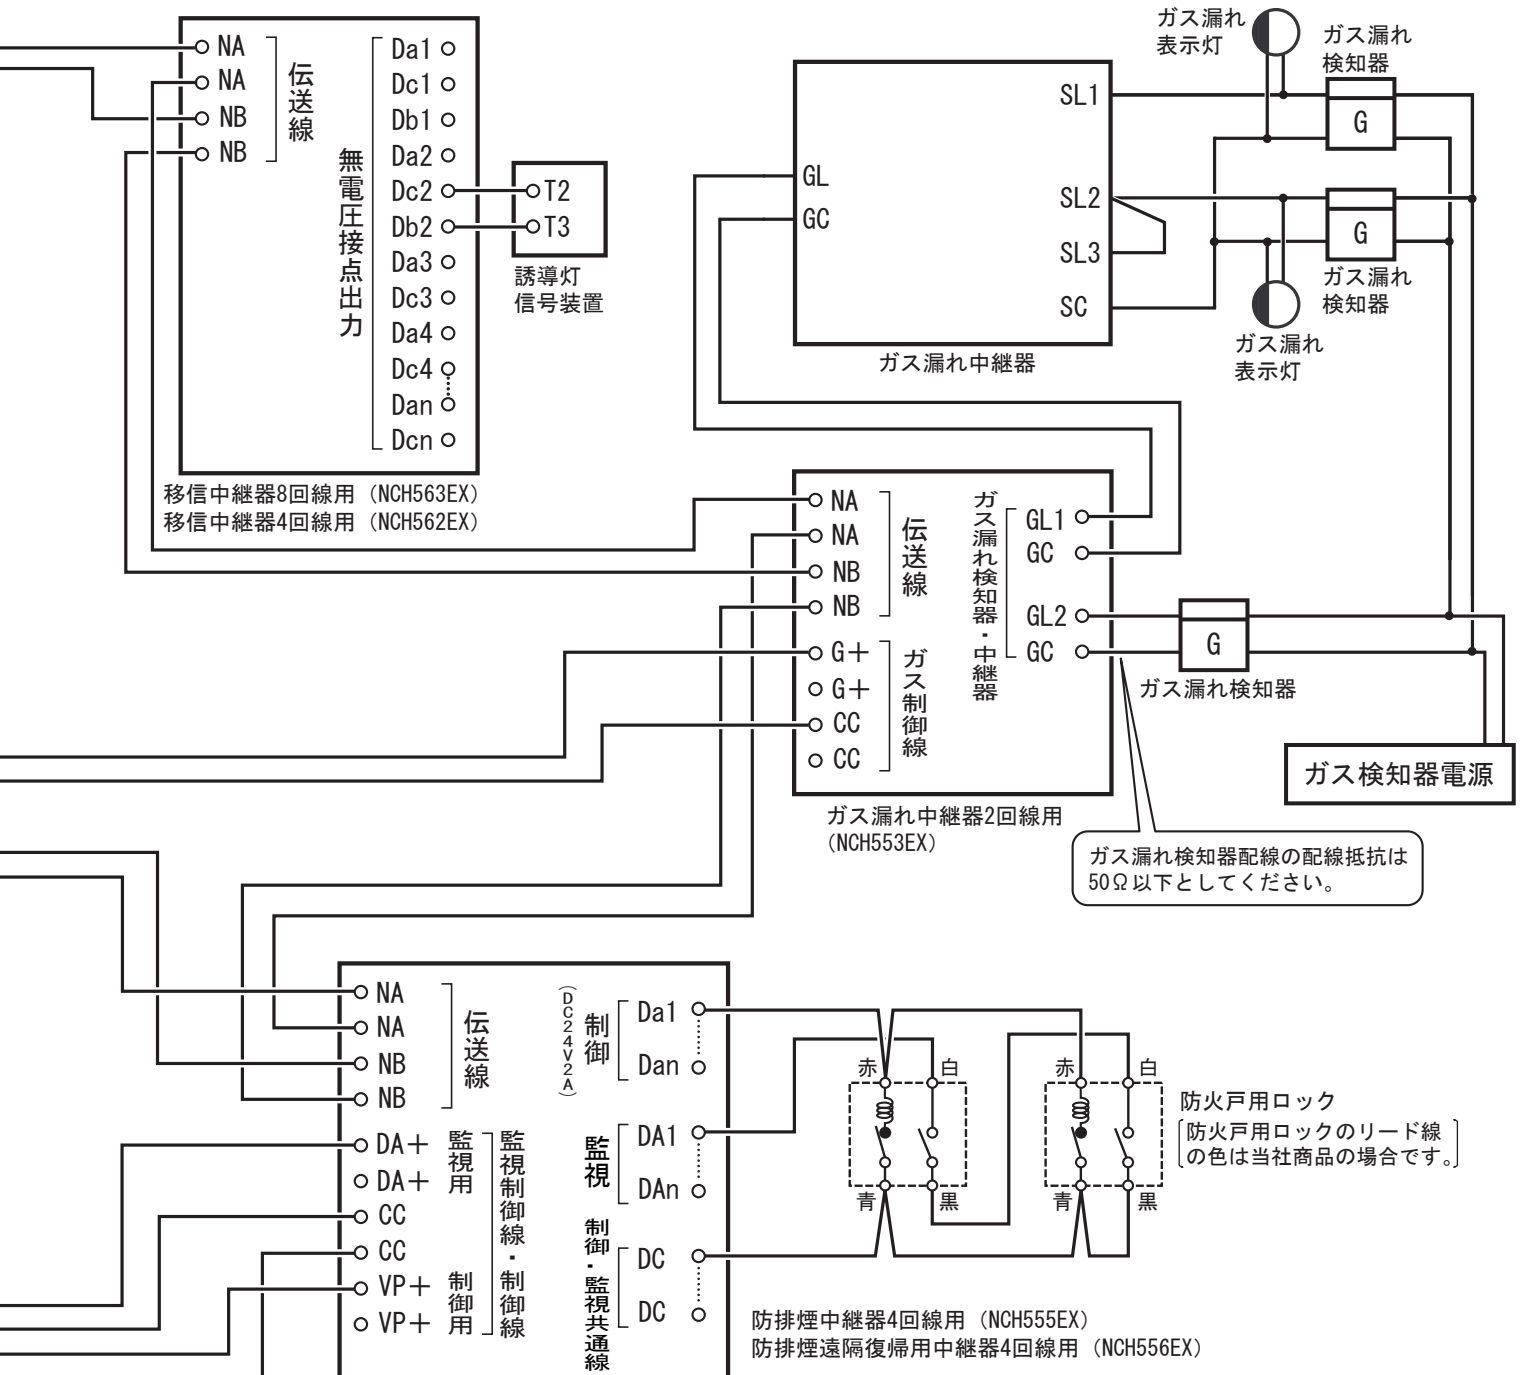 NA
NA
NB
NB
伝送線
無電圧接点出力
Da1
Dc1
Db1
Da2
Dc2
Db2
Da3
Dc3
Da4
Dc4
Dan
Dcn
T2
T3
誘導灯
信号装置
移信中継器8回線用（NCH563EX）
移信中継器4回線用（NCH562EX）
GL
GC
SL1
SL2
SL3
SC
ガス漏れ中継器
ガス漏れ
表示灯
ガス漏れ
検知器
G
G
ガス漏れ
検知器
ガス漏れ
表示灯
NA
NA
NB
NB
伝送線
G＋
G＋
CC
CC
ガス制御線
ガス漏れ検知器・中継器
GL1
GC
GL2
GC
ガス漏れ中継器2回線用
（NCH553EX）
G
ガス漏れ検知器
ガス検知器電源
ガス漏れ検知器配線の配線抵抗は
50Ω以下としてください。
NA
NA
NB
NB
伝送線
DA＋
DA＋
CC
CC
VP＋
VP＋
監視用
制御用
監視制御線・制御線
（DC24V2A）
制御
Da1
Dan
監視
DA1
DAn
制御・監視共通線
DC
DC
赤
白
青
黒
赤
白
青
黒
防火戸用ロック
防火戸用ロックのリード線
の色は当社商品の場合です。
防排煙中継器4回線用（NCH555EX）
防排煙遠隔復帰用中継器4回線用（NCH556EX）